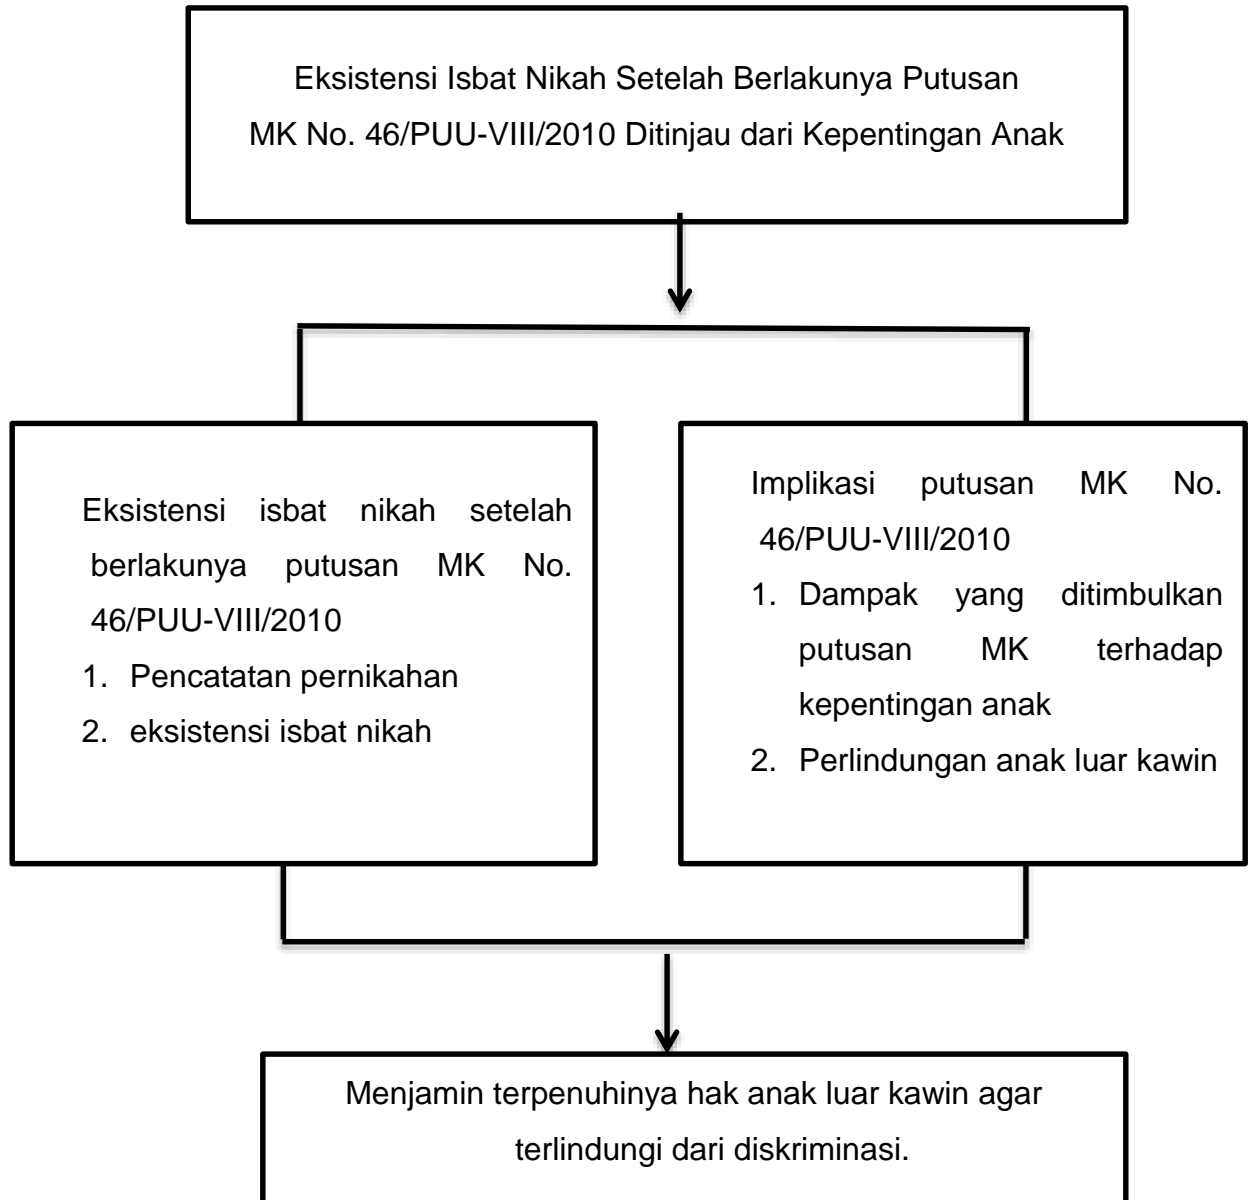 Eksistensi Isbat Nikah Setelah Berlakunya Putusan
MK No. 46/PUU-VIII/2010 Ditinjau dari Kepentingan Anak
Eksistensi isbat nikah setelah
berlakunya putusan MK No.
46/PUU-VIII/2010
1. Pencatatan pernikahan
2. eksistensi isbat nikah
Implikasi putusan MK No.
46/PUU-VIII/2010
1. Dampak yang ditimbulkan
putusan MK terhadap
kepentingan anak
2. Perlindungan anak luar kawin
Menjamin terpenuhinya hak anak luar kawin agar
terlindungi dari diskriminasi.